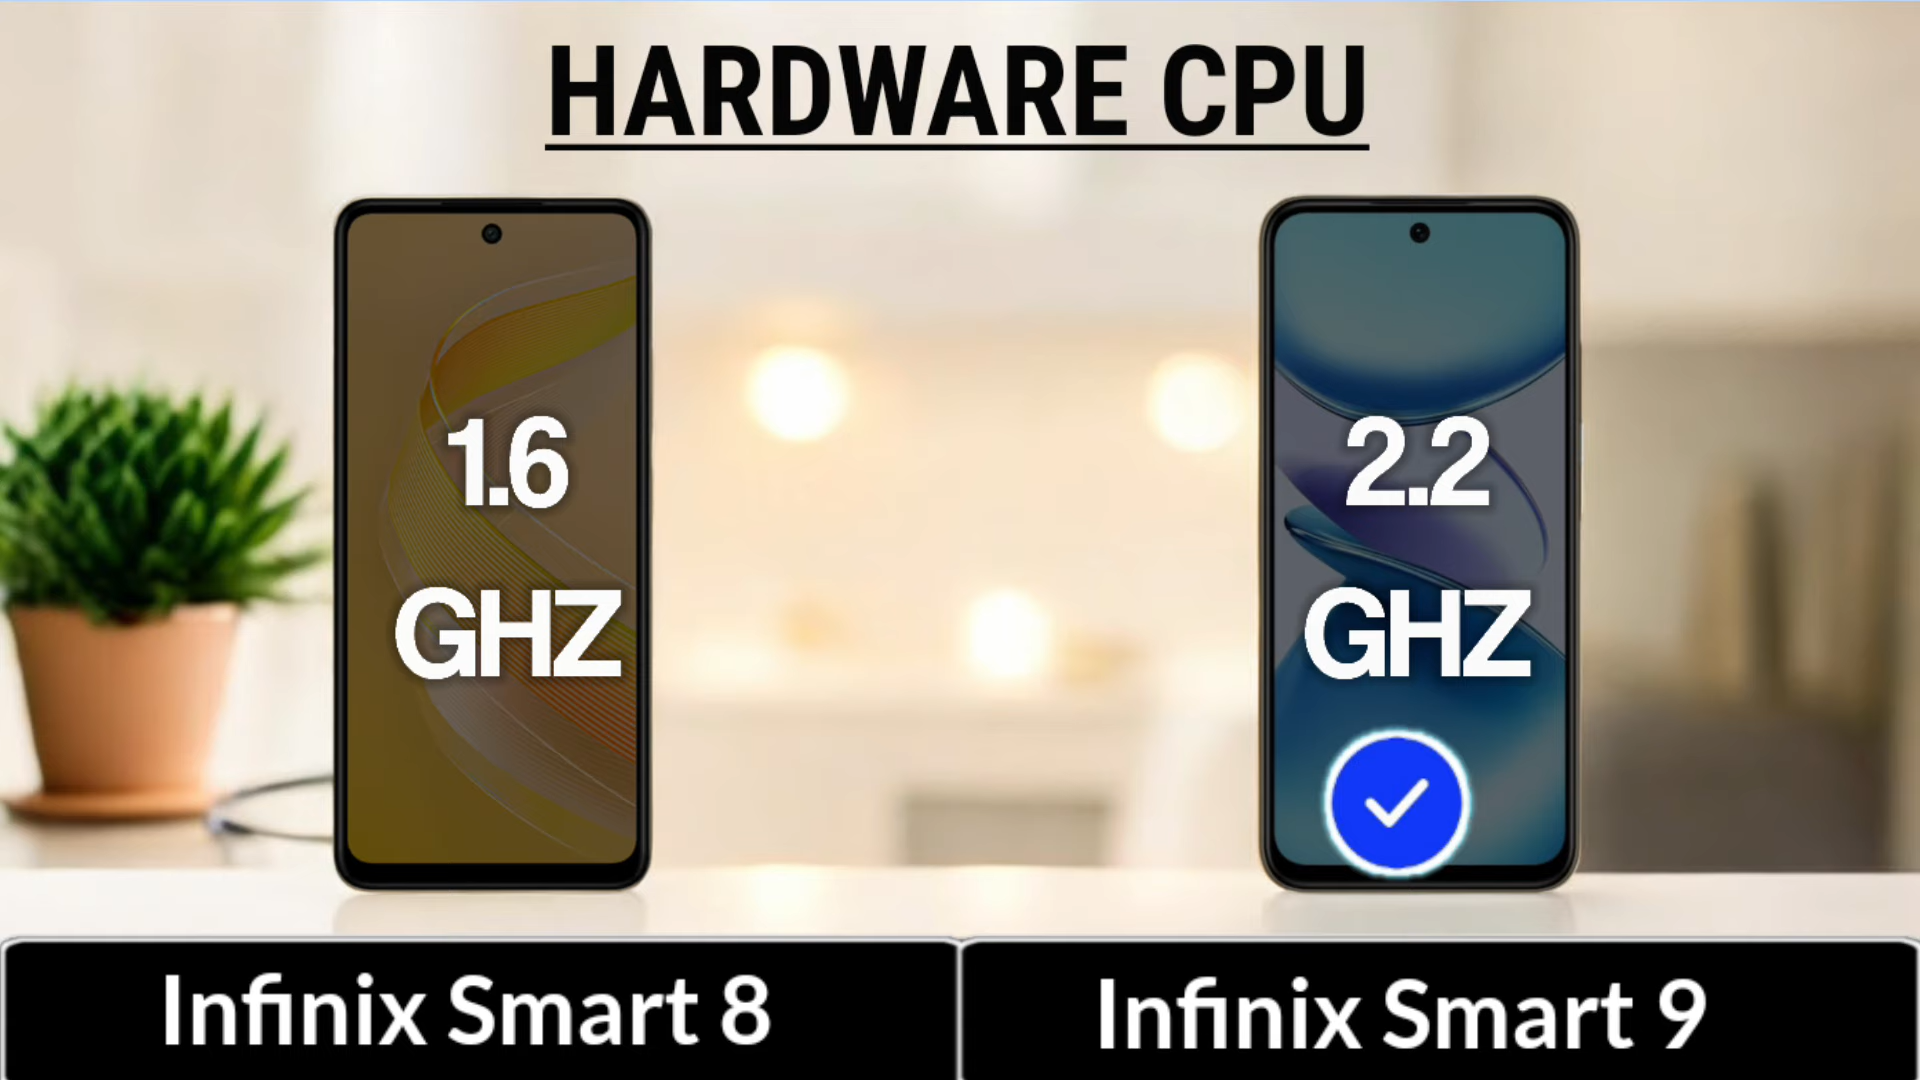 HARDWARE CPU
1.6
GHZ
2.2
GHZ
Infinix Smart 8
Infinix Smart 9